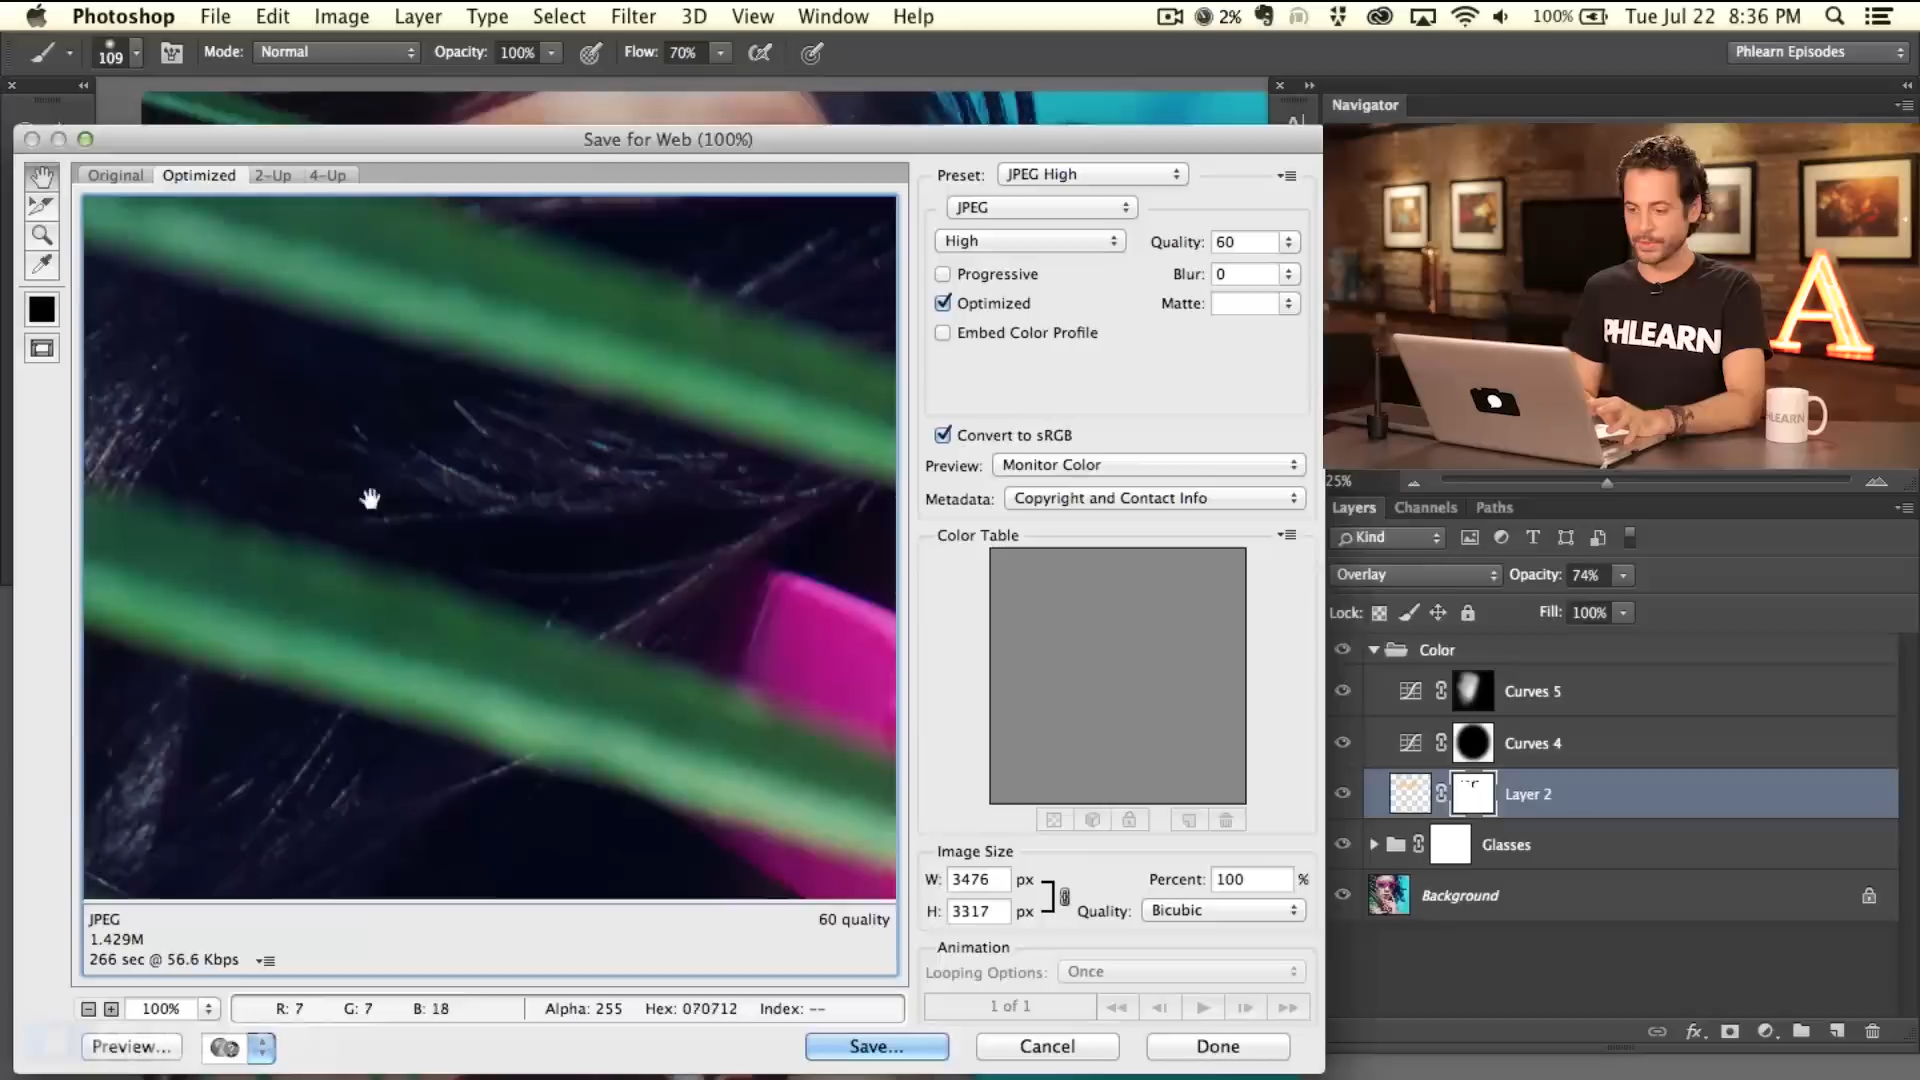 Photoshop File Edit Image Layer Type Select Filter 3D View Window Help 2% 100% Tue Jul 22 8:36 PM
109 Mode: Normal Opacity: 100% Flow: 70% Phlearn Episodes
Navigator
Save for Web (100%)
Original Optimized 2-Up 4-Up
Preset: JPEG High
JPEG
High Quality: 60
Progressive Blur: 0
Optimized Matte:
Embed Color Profile
Convert to sRGB
Preview: Monitor Color
Metadata: Copyright and Contact Info
Color Table
Image Size
W: 3476 px Percent: 100 %
H: 3317 px Quality: Bicubic
Animation
Looping Options: Once
1 of 1
JPEG 60 quality
1.429M
266 sec @ 56.6 Kbps
100% R: 7 G: 7 B: 18 Alpha: 255 Hex: 070712 Index: --
Preview... Save... Cancel Done
PHLEARN
A
PHLEARN
25%
Layers Channels Paths
Kind
Overlay Opacity: 74%
Lock: Fill: 100%
Color
Curves 5
Curves 4
Layer 2
Glasses
Background
fx